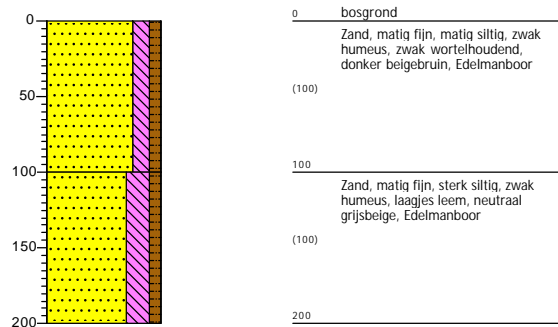 0
50
100
150
200
0 bosgrond
Zand, matig fijn, matig siltig, zwak
humeus, zwak wortelhoudend,
donker beigebruin, Edelmanboor
(100)
100
Zand, matig fijn, sterk siltig, zwak
humeus, laagjes leem, neutraal
grijsbeige, Edelmanboor
(100)
200